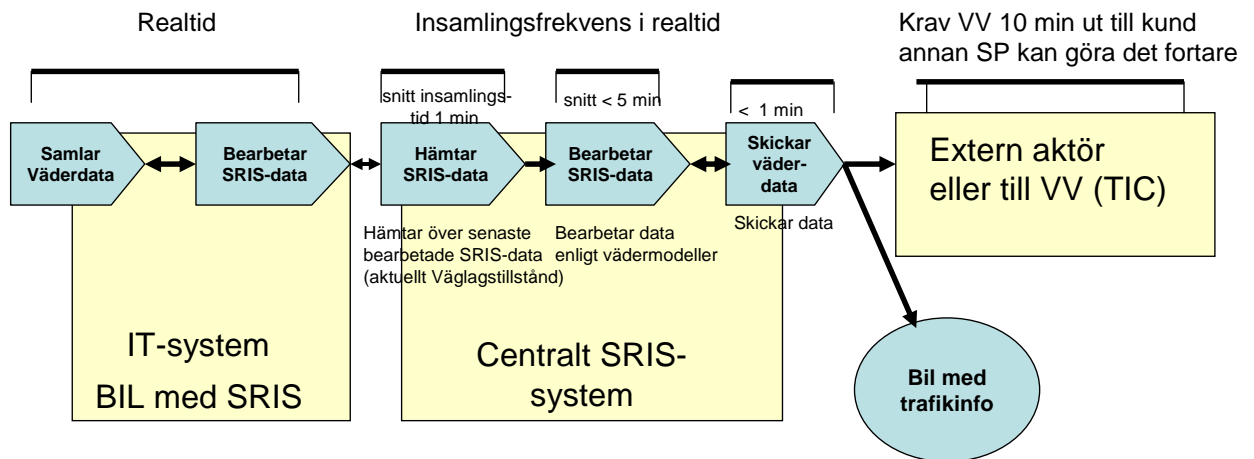 Realtid
Insamlingsfrekvens i realtid
Krav VV 10 min ut till kund
annan SP kan göra det fortare
snitt insamlings-
tid 1 min
snitt < 5 min
< 1 min
Samlar
Väderdata
Bearbetar
SRIS-data
Hämtar
SRIS-data
Bearbetar
SRIS-data
Skickar
väder-
data
Extern aktör
eller till VV (TIC)
Hämtar över senaste
bearbetade SRIS-data
(aktuellt Väglagstillstånd)
Bearbetar data
enligt vädermodeller
Skickar data
IT-system
BIL med SRIS
Centralt SRIS-
system
Bil med
trafikinfo